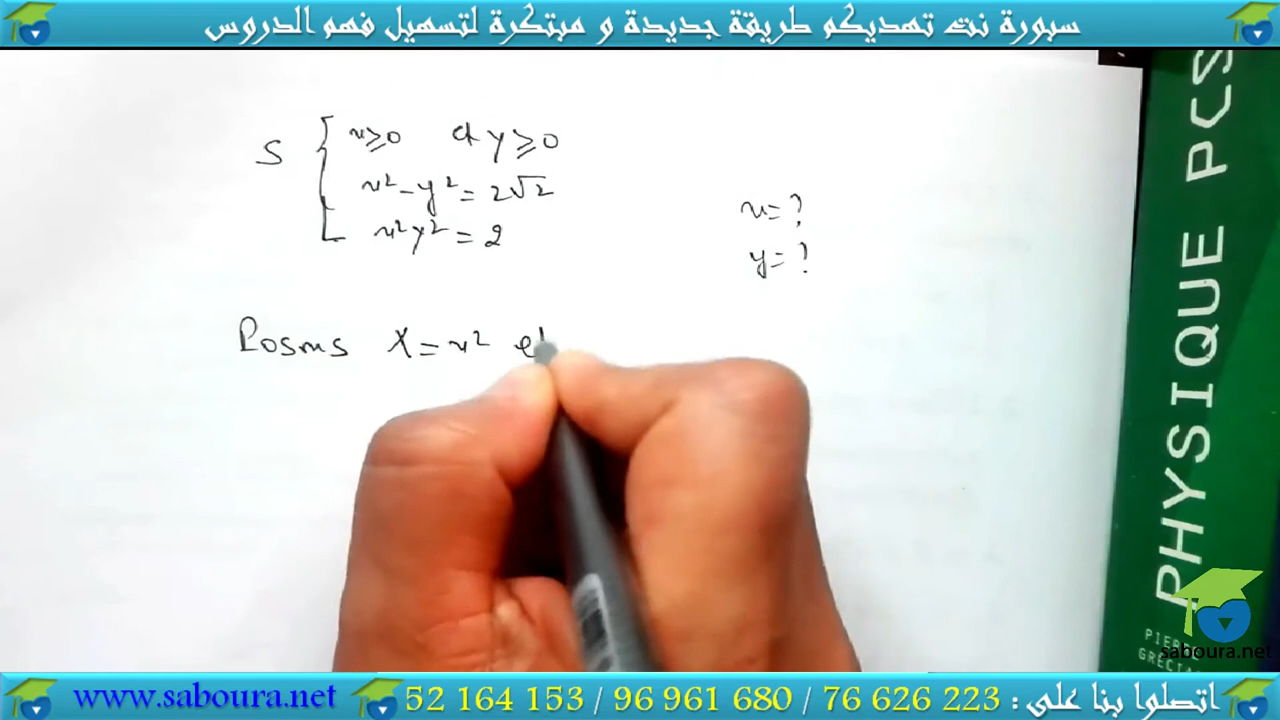 سبورة نت تهديكم طريقة جديدة و مبتكرة لتسهيل فهم الدروس
S { x≥0 et y≥0
x² - y² = 2√2
x²y² = 2
x=?
y=?
Posons X = x² et
PHYSIQUE PCS
saboura.net
www.saboura.net 52 164 153 / 96 961 680 / 76 626 223 : اتصلوا بنا على